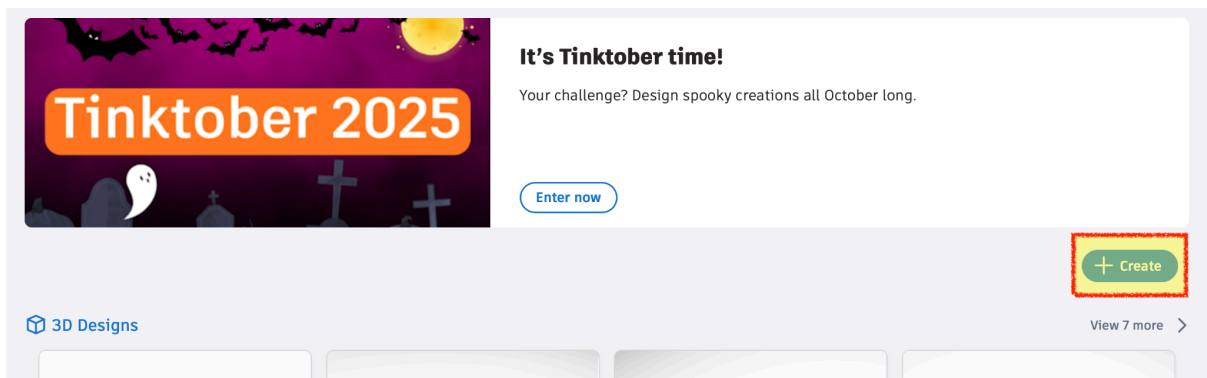 Tinktober 2025
It's Tinktober time!
Your challenge? Design spooky creations all October long.
Enter now
+ Create
3D Designs
View 7 more >